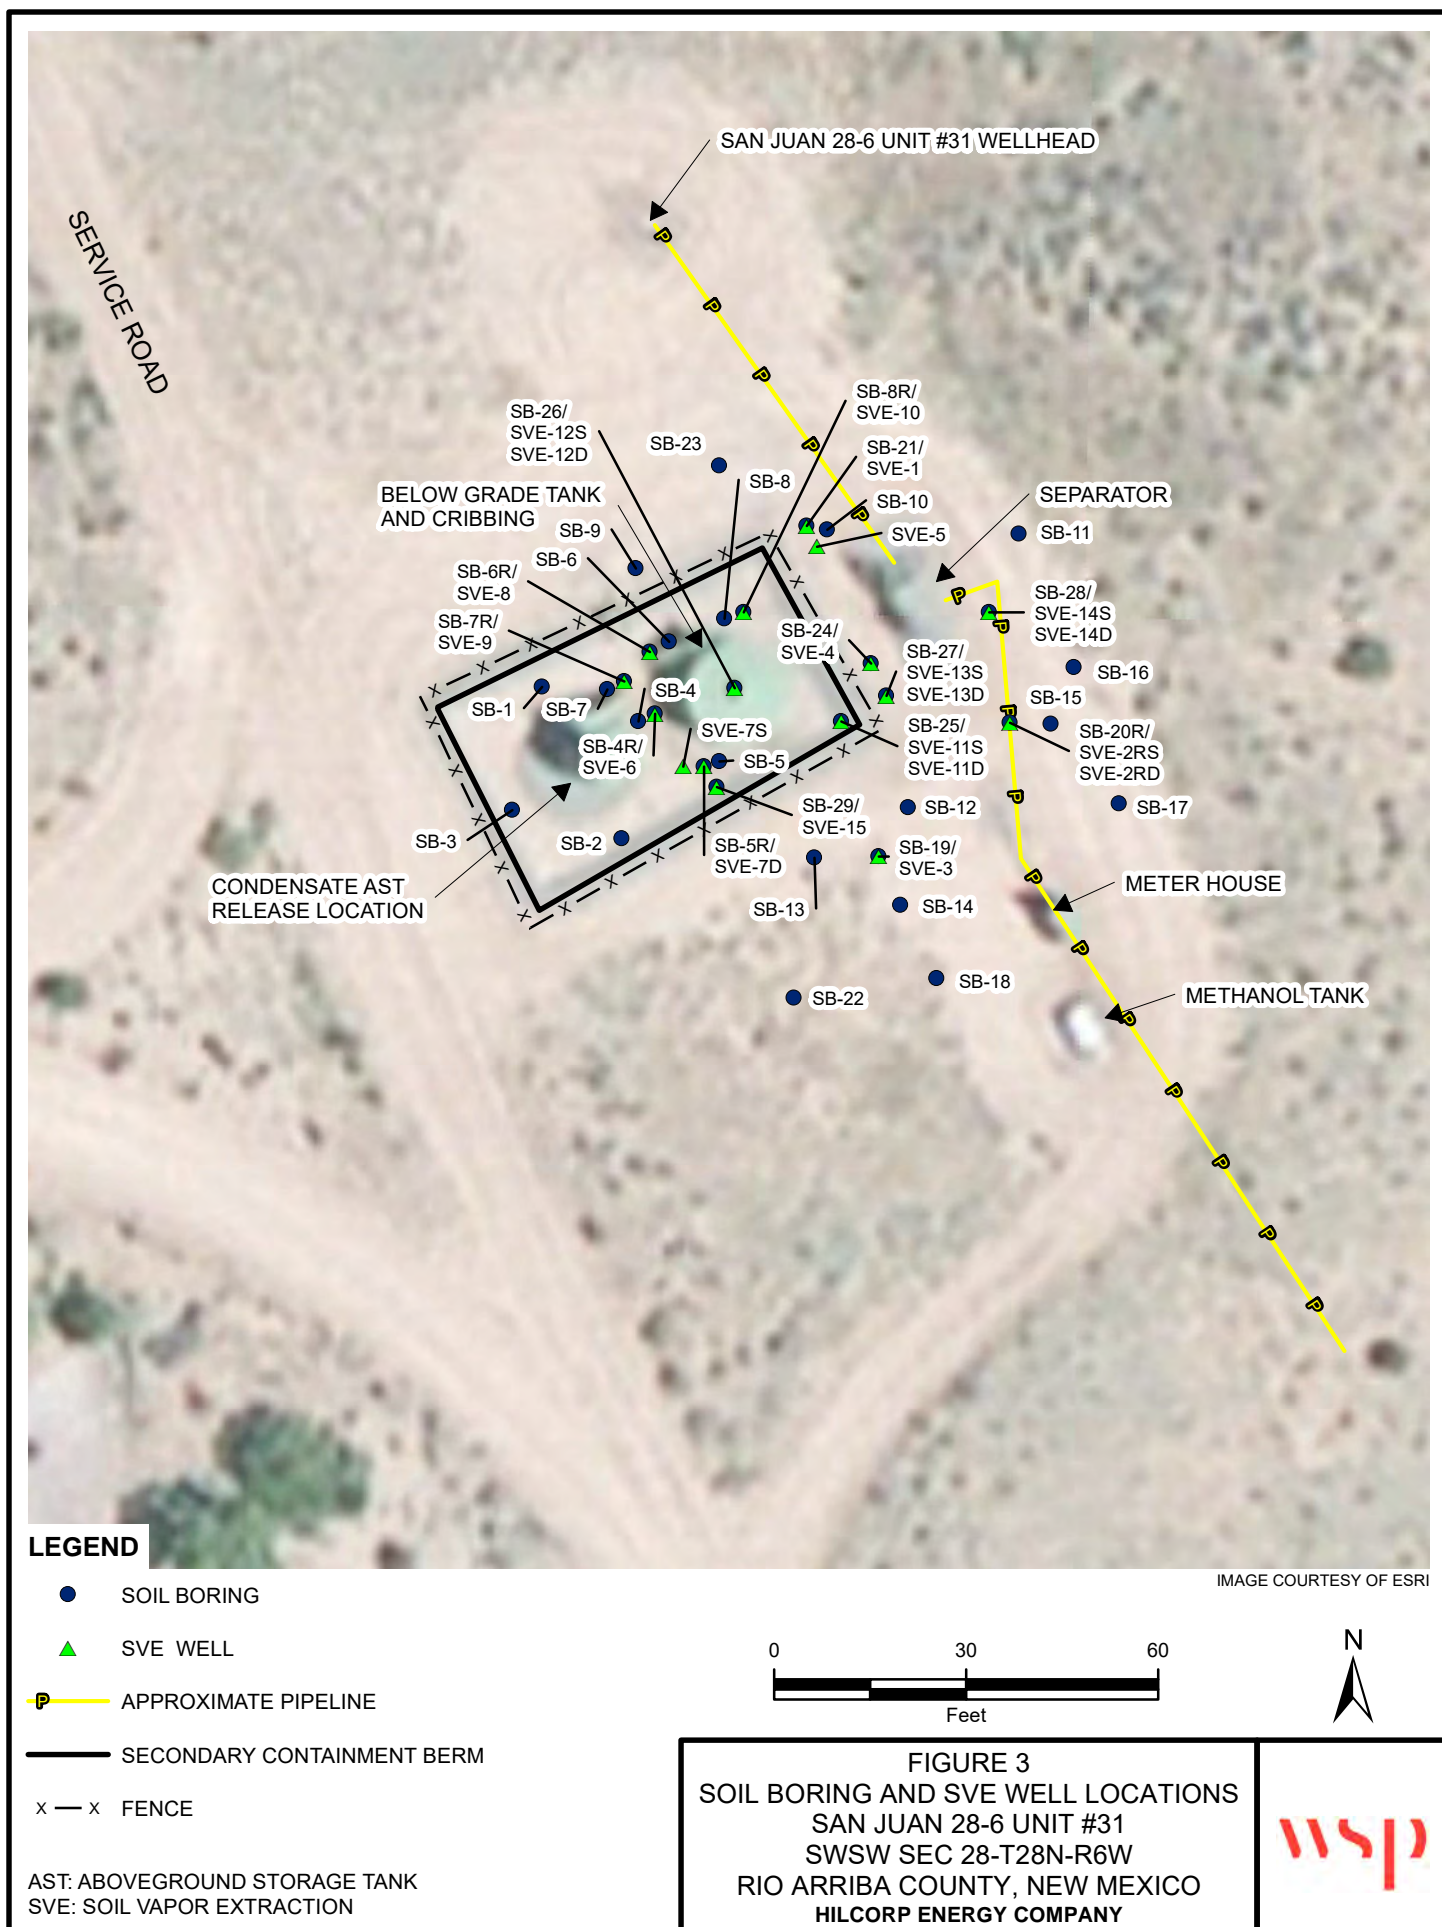 SAN JUAN 28-6 UNIT #31 WELLHEAD
SERVICE ROAD
P
P
P
P
P
SB-8R/
SVE-10
SB-26/
SVE-12S
SVE-12D
SB-23
SB-21/
SVE-1
SB-8
BELOW GRADE TANK
AND CRIBBING
SB-10
SEPARATOR
SB-9
SVE-5
SB-11
SB-6
SB-6R/
SVE-8
SB-28/
SVE-14S
SVE-14D
P
P
SB-7R/
SVE-9
SB-24/
SVE-4
SB-27/
SVE-13S
SVE-13D
SB-16
SB-1
SB-7
SB-4
P
SB-15
SVE-7S
SB-25/
SVE-11S
SVE-11D
SB-20R/
SVE-2RS
SVE-2RD
SB-4R/
SVE-6
SB-5
P
SB-17
SB-12
SB-29/
SVE-15
SB-3
SB-2
SB-5R/
SVE-7D
SB-19/
SVE-3
CONDENSATE AST
RELEASE LOCATION
P
METER HOUSE
SB-13
SB-14
P
SB-18
SB-22
METHANOL TANK
P
P
P
P
P
LEGEND
IMAGE COURTESY OF ESRI
SOIL BORING
SVE WELL
P APPROXIMATE PIPELINE
SECONDARY CONTAINMENT BERM
X — X FENCE
AST: ABOVEGROUND STORAGE TANK
SVE: SOIL VAPOR EXTRACTION
0 30 60
Feet
N
FIGURE 3
SOIL BORING AND SVE WELL LOCATIONS
SAN JUAN 28-6 UNIT #31
SWSW SEC 28-T28N-R6W
RIO ARRIBA COUNTY, NEW MEXICO
HILCORP ENERGY COMPANY
wsp